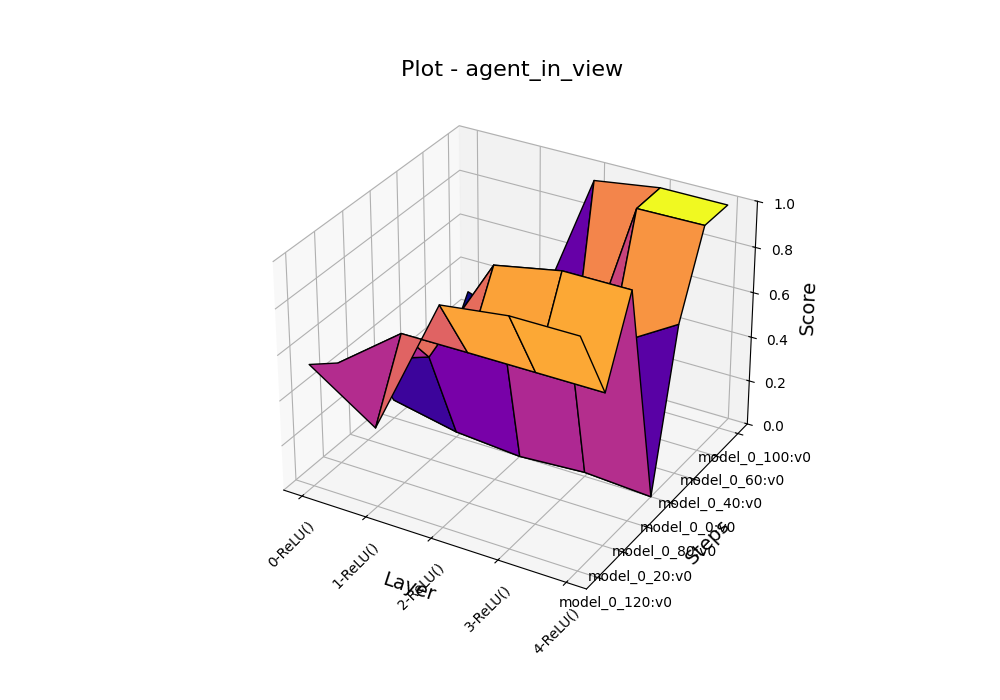 Plot - agent_in_view
1.0
0.8
0.6
0.4
0.2
0.0
Score
model_0_100:v0
model_0_60:v0
model_0_40:v0
model_0_0:v0
model_0_80:v0
model_0_20:v0
model_0_120:v0
Steps
0-ReLU()
1-ReLU()
2-ReLU()
3-ReLU()
4-ReLU()
Layer